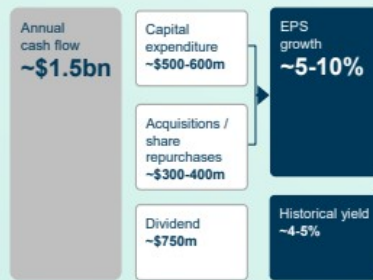 Annual
cash flow
~$1.5bn
Capital
expenditure
~$500-600m
Acquisitions /
share
repurchases
~$300-400m
Dividend
~$750m
EPS
growth
~5-10%
Historical yield
~4-5%